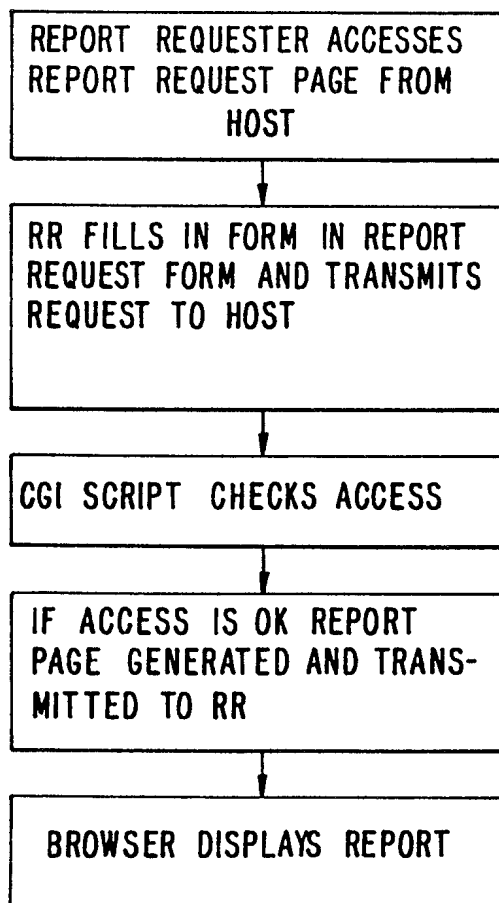 REPORT REQUESTER ACCESSES
REPORT REQUEST PAGE FROM
HOST
RR FILLS IN FORM IN REPORT
REQUEST FORM AND TRANSMITS
REQUEST TO HOST
CGI SCRIPT CHECKS ACCESS
IF ACCESS IS OK REPORT
PAGE GENERATED AND TRANS-
MITTED TO RR
BROWSER DISPLAYS REPORT